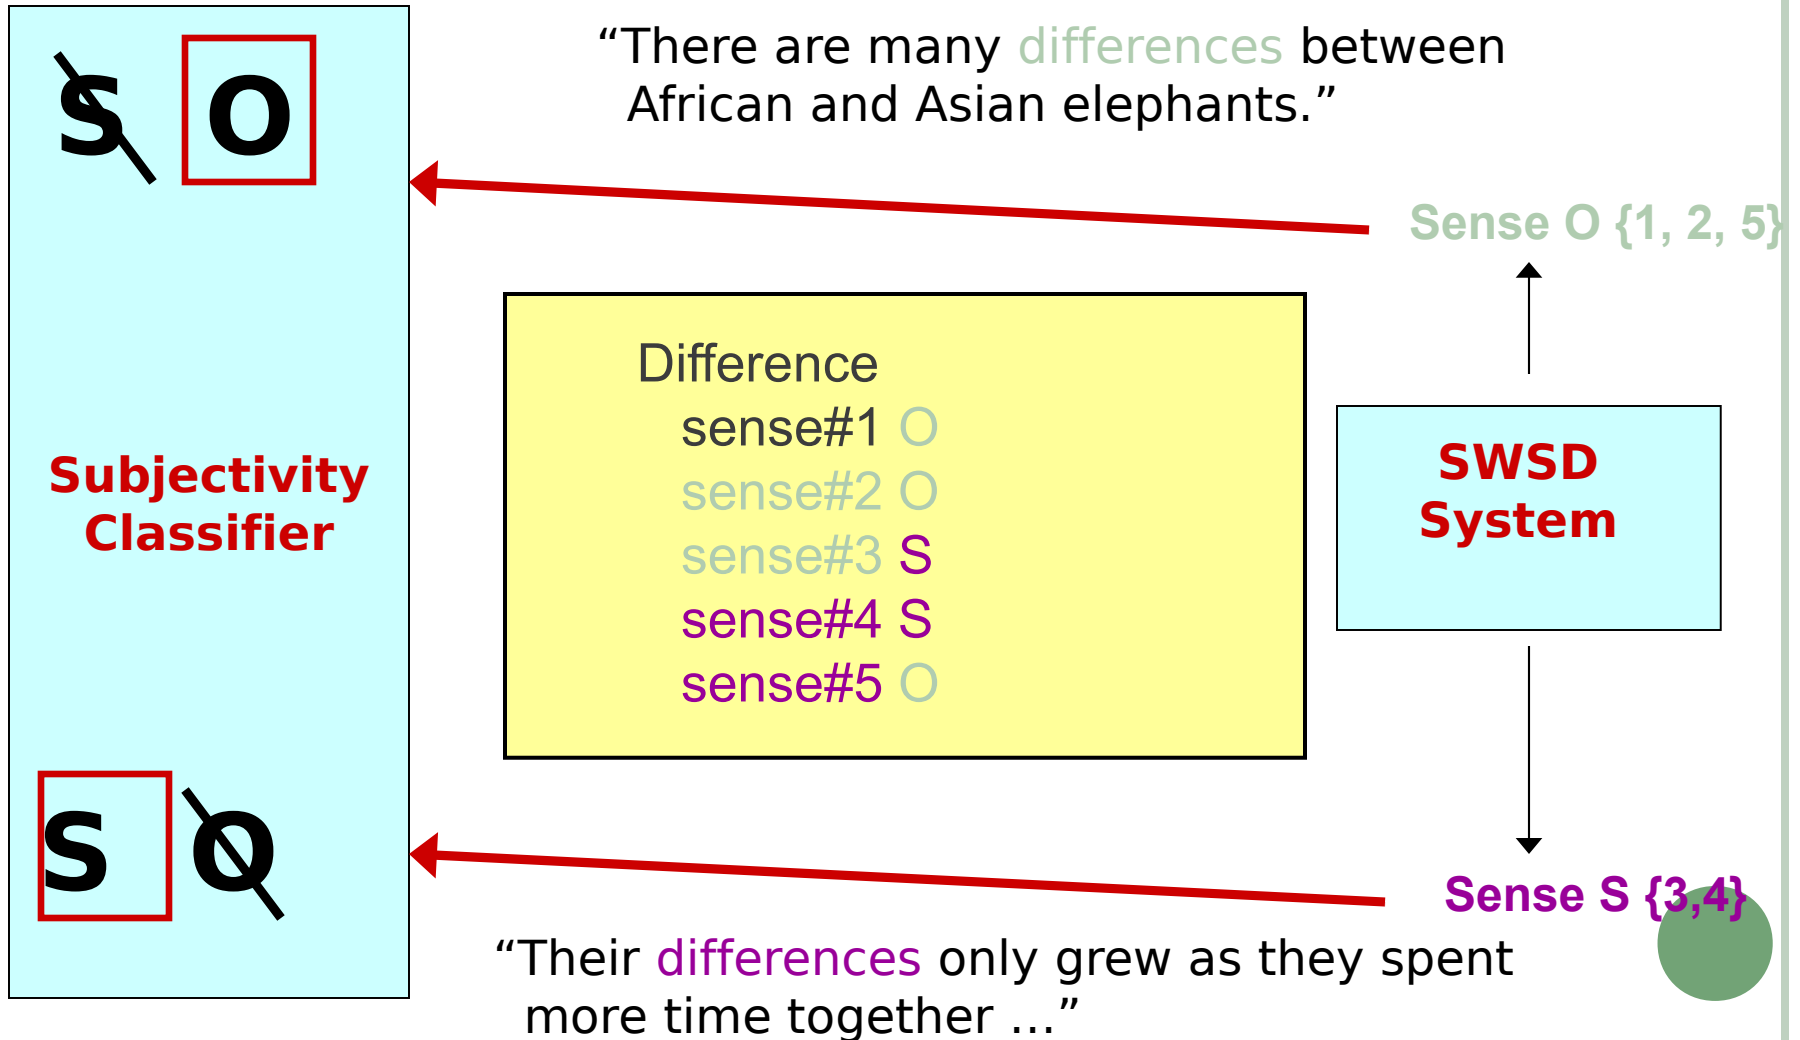 S O
“There are many differences between
African and Asian elephants.”
Sense O {1, 2, 5}
Difference
sense#1 O
sense#2 O
sense#3 S
sense#4 S
sense#5 O
Subjectivity
Classifier
SWSD
System
S O
Sense S {3,4}
“Their differences only grew as they spent
more time together …”